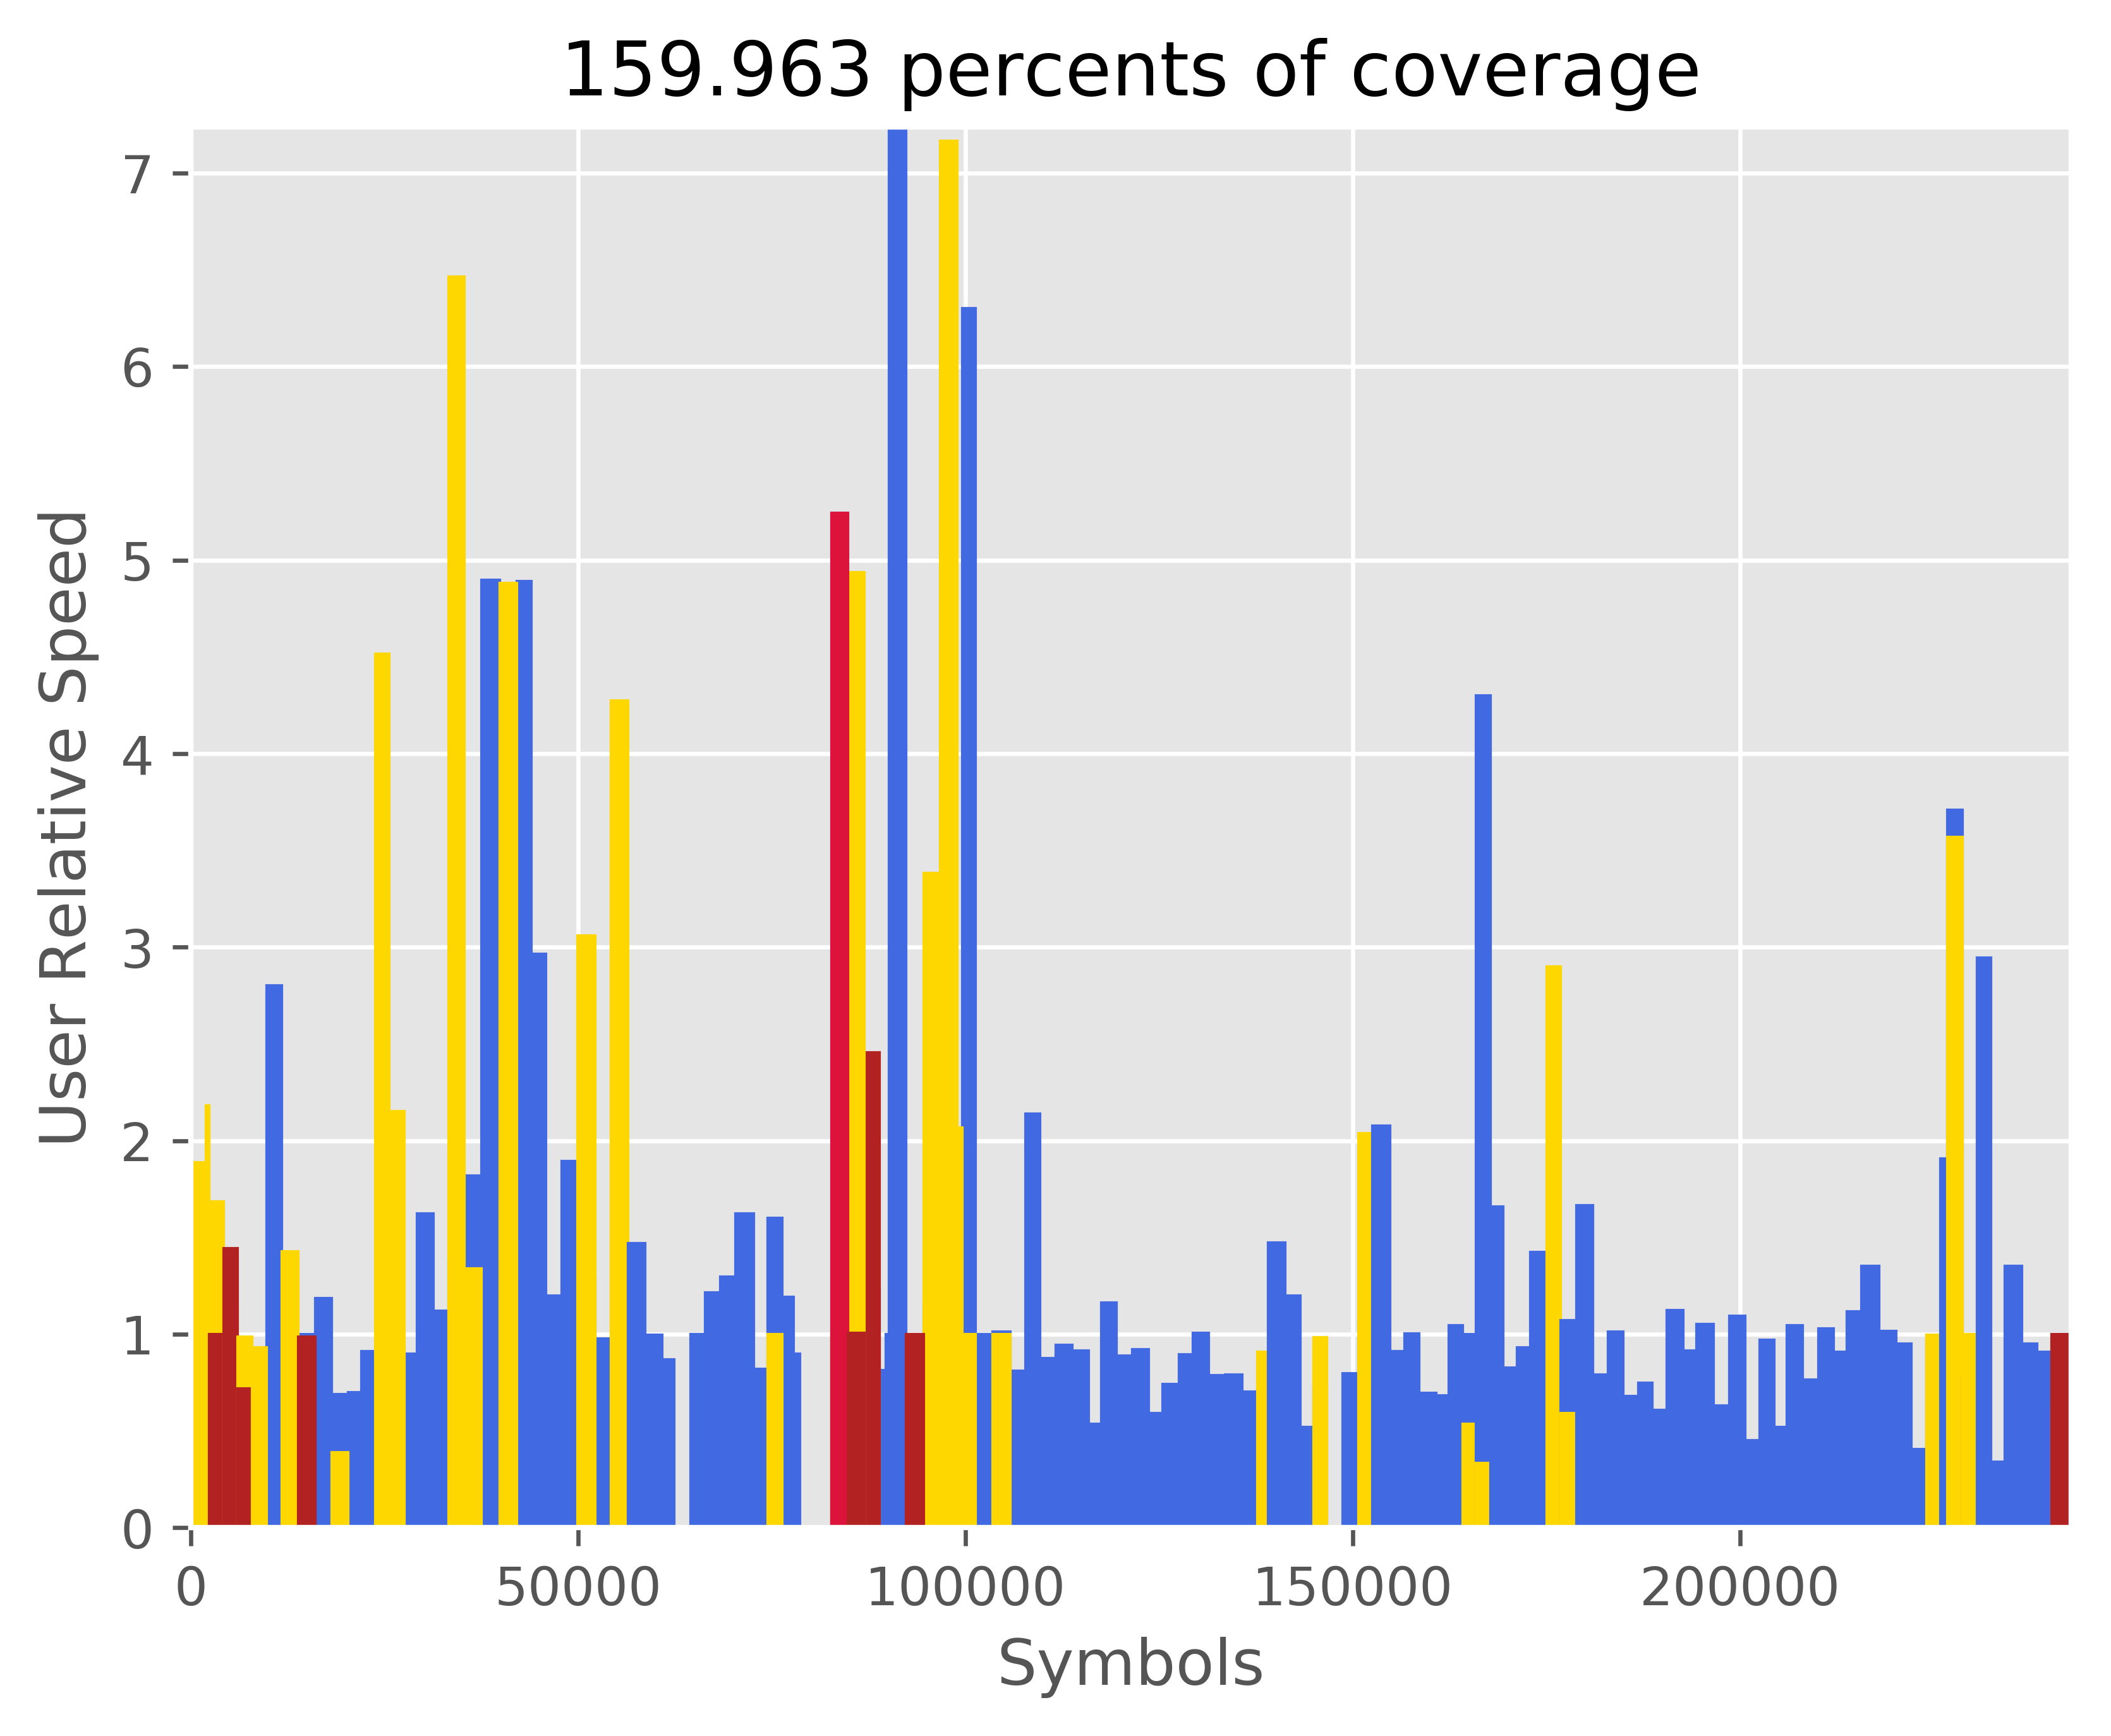 159.963 percents of coverage
7
6
5
4
3
2
1
0
User Relative Speed
0 50000 100000 150000 200000
Symbols